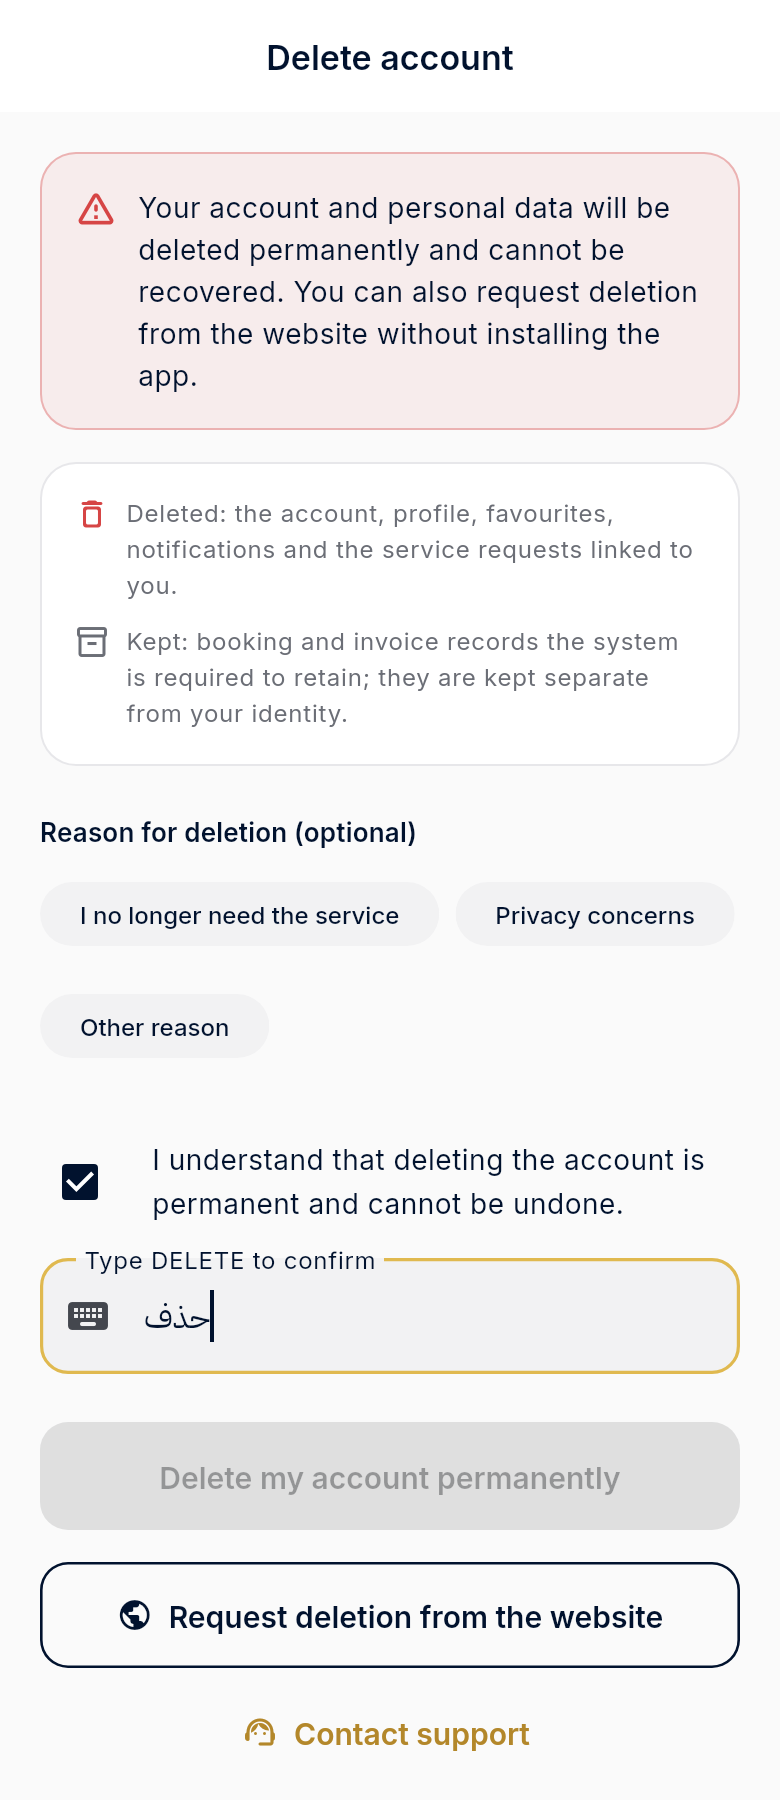 Delete account
Your account and personal data will be
deleted permanently and cannot be
recovered. You can also request deletion
from the website without installing the
app.
Deleted: the account, profile, favourites,
notifications and the service requests linked to
you.
Kept: booking and invoice records the system
is required to retain; they are kept separate
from your identity.
Reason for deletion (optional)
I no longer need the service
Privacy concerns
Other reason
I understand that deleting the account is
permanent and cannot be undone.
Type DELETE to confirm
حذف
Delete my account permanently
Request deletion from the website
Contact support